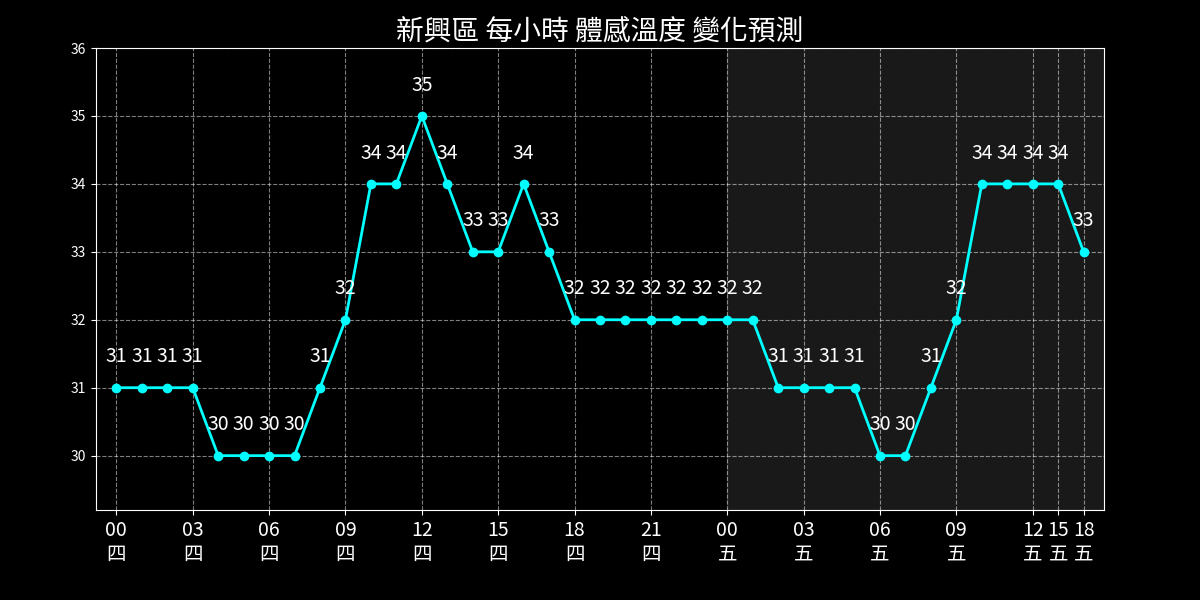 新興區 每小時 體感溫度 變化預測
36
35
34
33
32
31
30
35
34 34 34 34 34 34 34 34
33 33 33 33
32 32 32 32 32 32 32 32 32 32
31 31 31 31 31 31 31 31 31 31
30 30 30 30 30 30
00 03 06 09 12 15 18 21 00 03 06 09 12 15 18
四 四 四 四 四 四 四 四 五 五 五 五 五 五 五